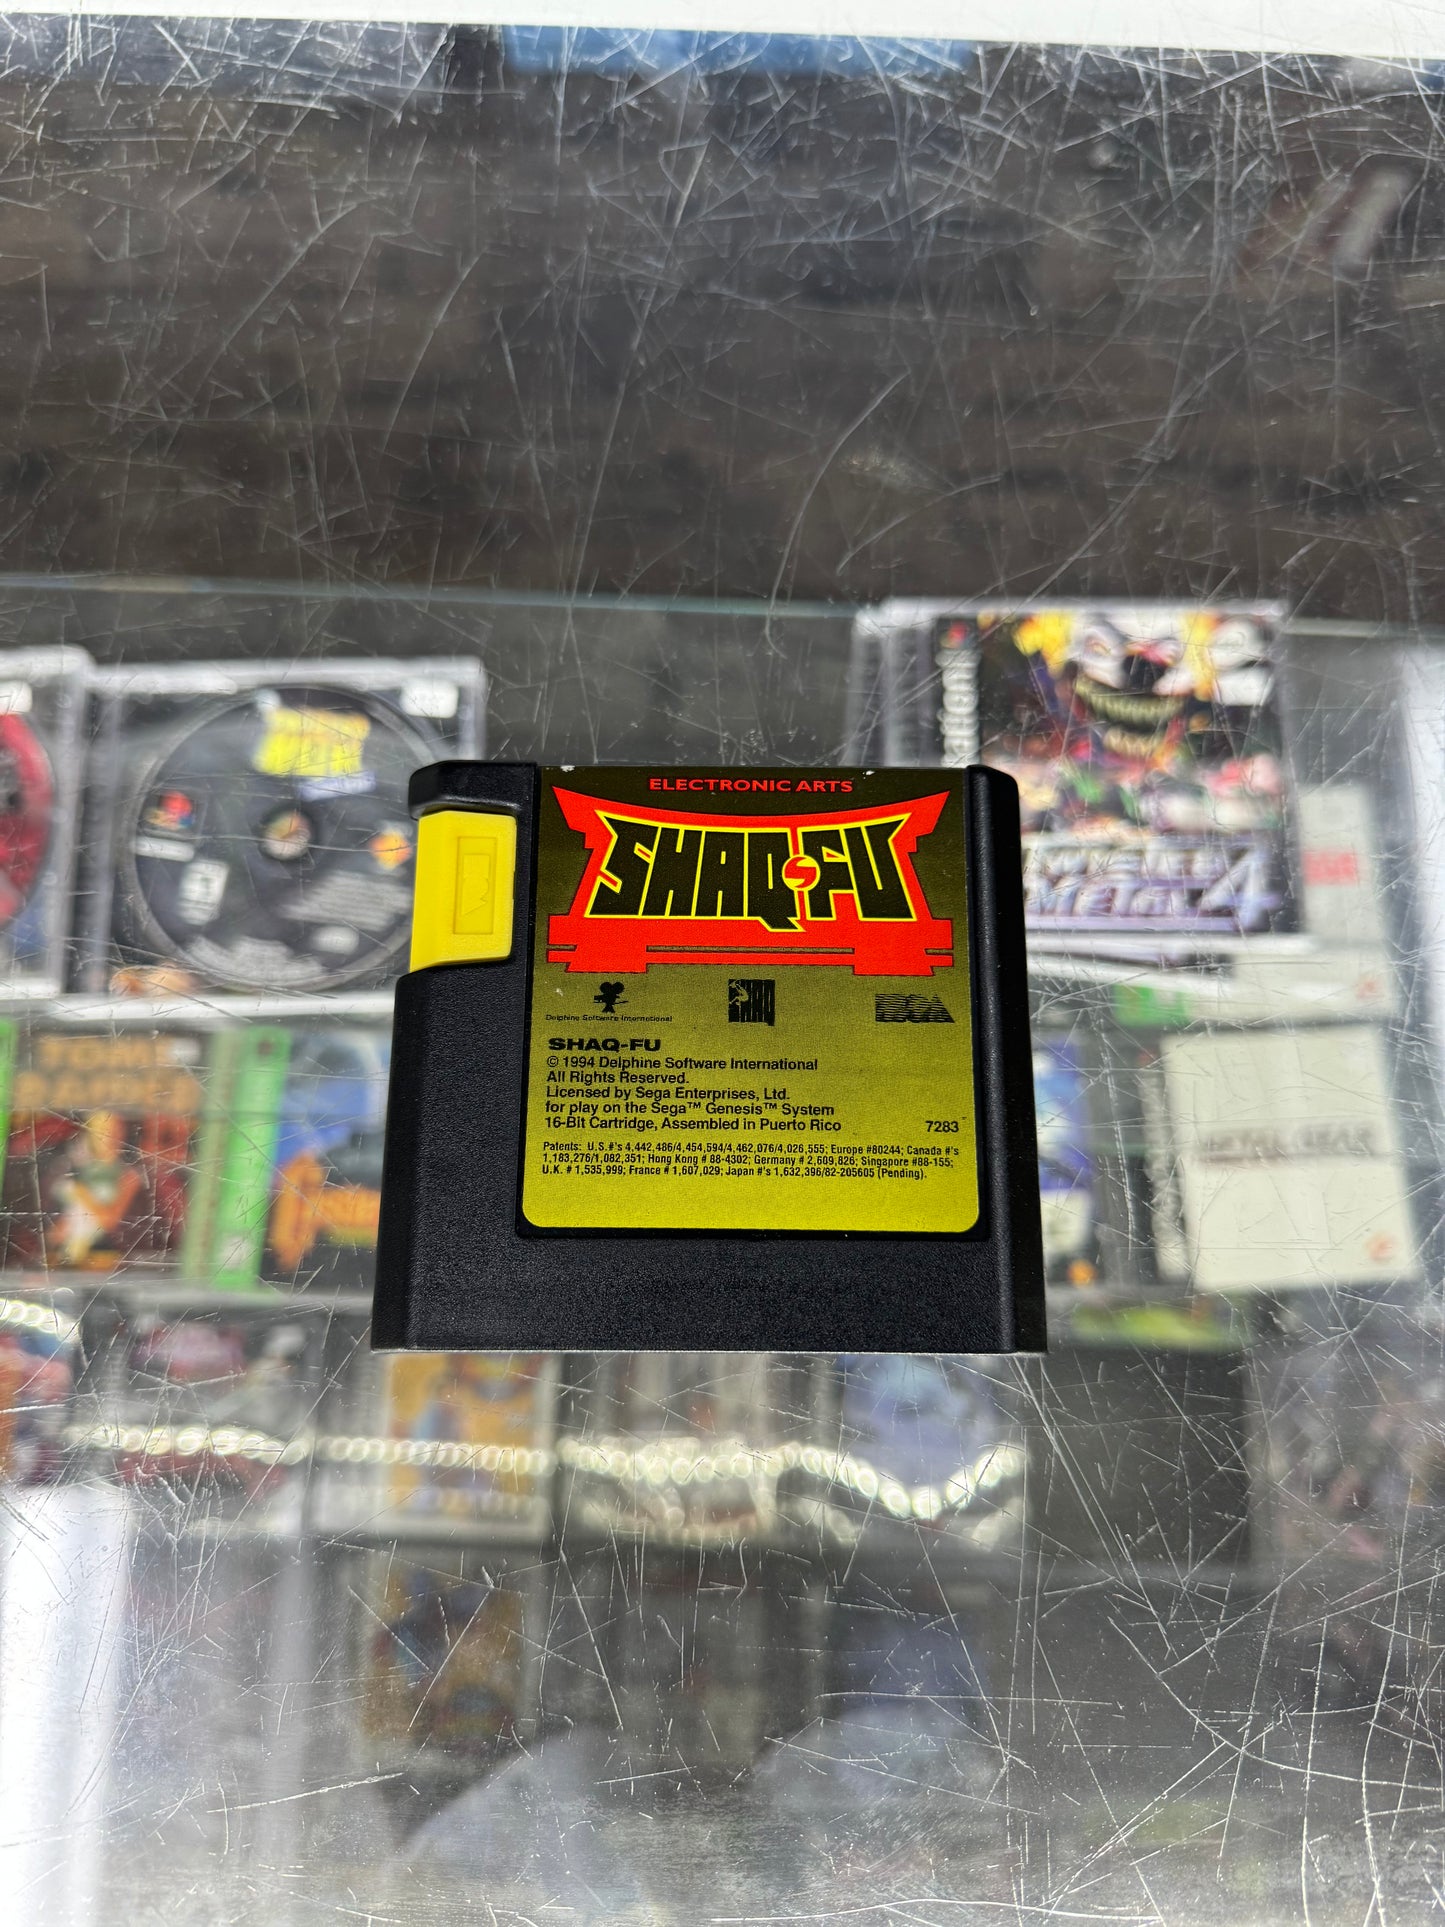 ELECTRONIC ARTS
SHAQ FU
Delphine Software International
SHAQ
SHAQ-FU
© 1994 Delphine Software International
All Rights Reserved.
Licensed by Sega Enterprises, Ltd.
for play on the Sega™ Genesis™ System
16-Bit Cartridge, Assembled in Puerto Rico 7283
Patents: U.S.#'s 4,442,486/4,454,594/4,462,076/4,026,555; Europe #80244; Canada #'s
1,183,276/1,082,351; Hong Kong # 88-4302; Germany # 2,609,826; Singapore #88-155;
U.K. # 1,535,999; France # 1,607,029; Japan #'s 1,632,396/82-205605 (Pending).